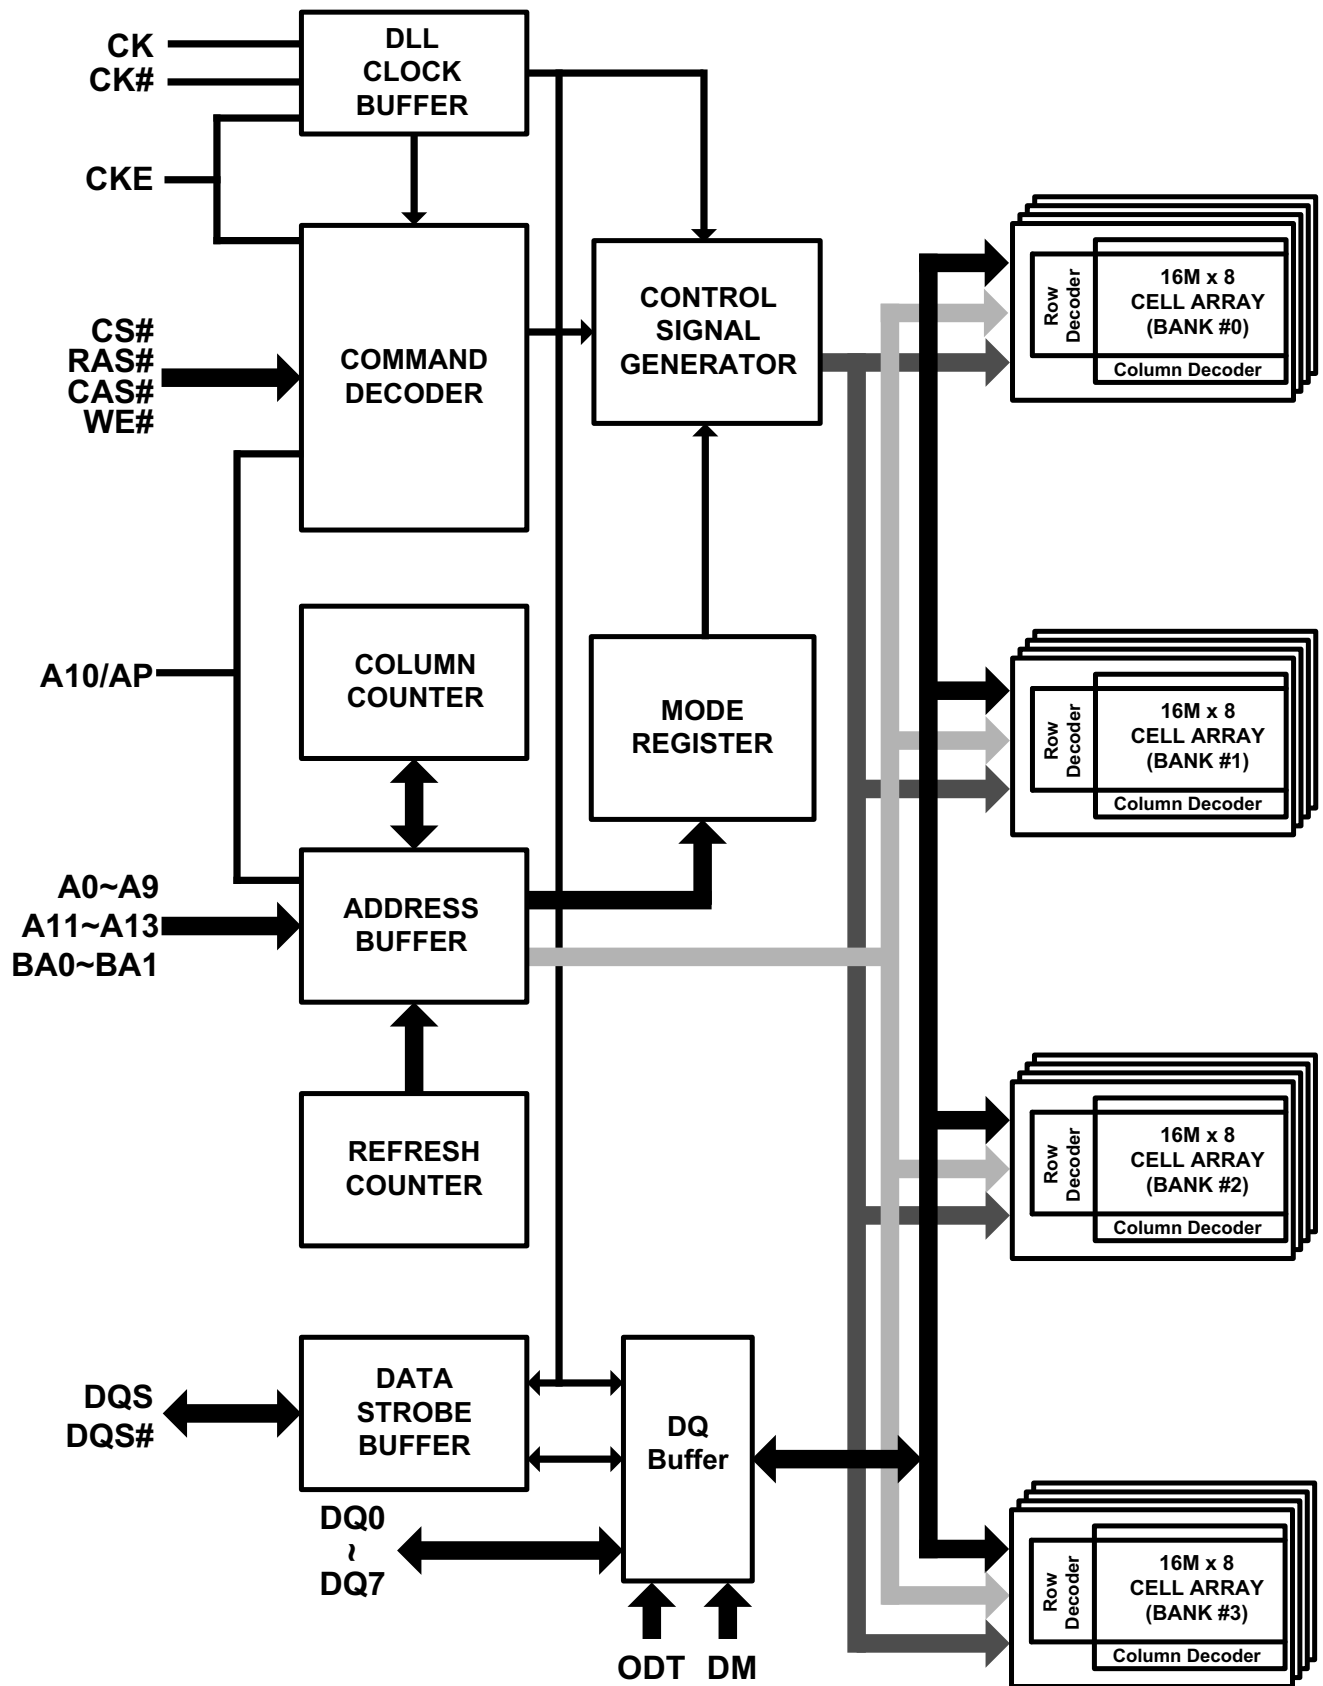 CK
CK#
DLL
CLOCK
BUFFER
CKE
CS#
RAS#
CAS#
WE#
COMMAND
DECODER
CONTROL
SIGNAL
GENERATOR
Row
Decoder
16M x 8
CELL ARRAY
(BANK #0)
Column Decoder
A10/AP
COLUMN
COUNTER
MODE
REGISTER
Row
Decoder
16M x 8
CELL ARRAY
(BANK #1)
Column Decoder
A0~A9
A11~A13
BA0~BA1
ADDRESS
BUFFER
REFRESH
COUNTER
Row
Decoder
16M x 8
CELL ARRAY
(BANK #2)
Column Decoder
DQS
DQS#
DATA
STROBE
BUFFER
DQ
Buffer
DQ0
~
DQ7
ODT DM
Row
Decoder
16M x 8
CELL ARRAY
(BANK #3)
Column Decoder